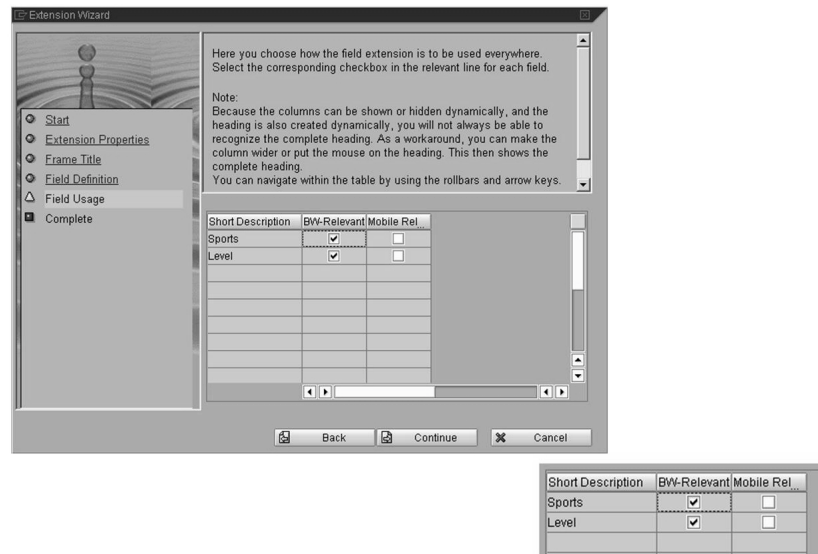 Extension Wizard
Here you choose how the field extension is to be used everywhere.
Select the corresponding checkbox in the relevant line for each field.
Note:
Because the columns can be shown or hidden dynamically, and the
heading is also created dynamically, you will not always be able to
recognize the complete heading. As a workaround, you can make the
column wider or put the mouse on the heading. This then shows the
complete heading.
You can navigate within the table by using the rollbars and arrow keys.
Start
Extension Properties
Frame Title
Field Definition
Field Usage
Complete
Short Description BW-Relevant Mobile Rel...
Sports
Level
Back Continue Cancel
Short Description BW-Relevant Mobile Rel...
Sports
Level